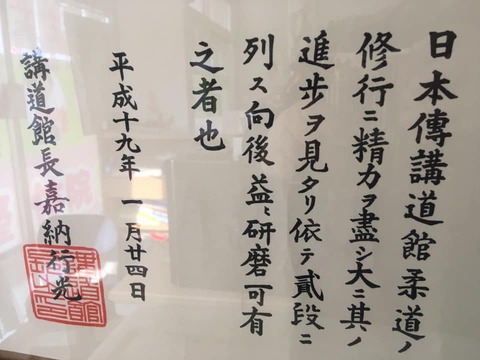 日本傳講道館柔道ノ
修行ニ精力ヲ盡シ大ニ其ノ
進歩ヲ見タリ依テ貳段ニ
列ス向後益〻研磨可有
之者也
平成十九年一月廿四日
講道館長嘉納行光